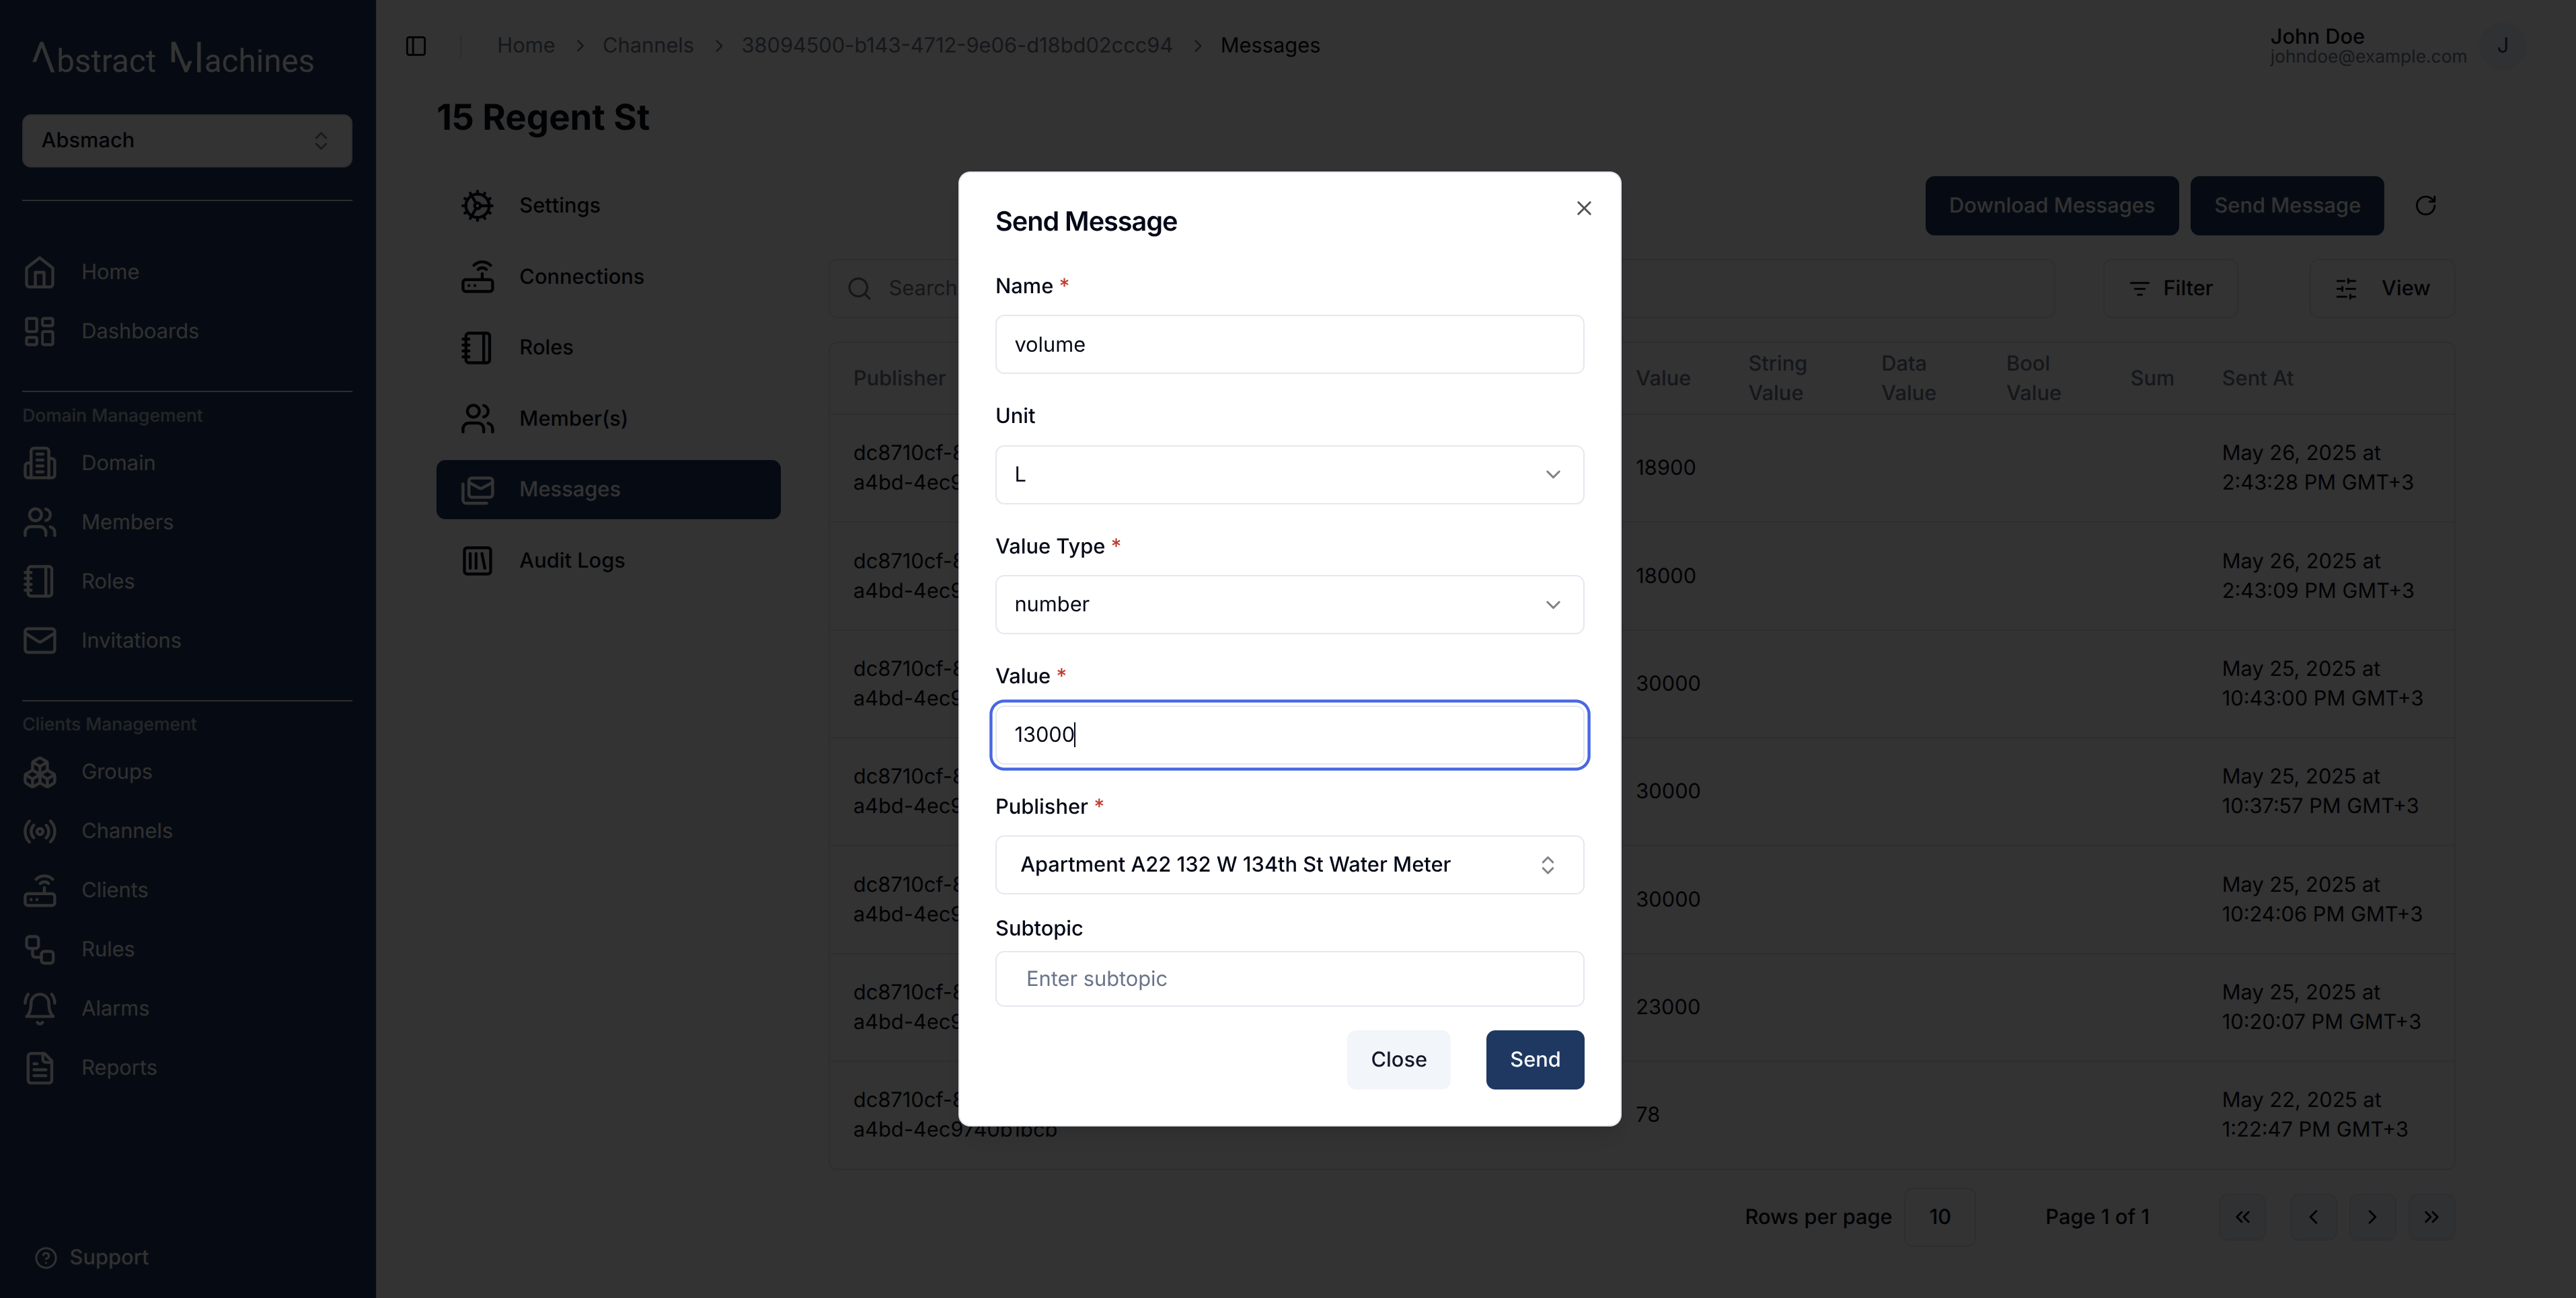 Abstract Machines
Absmach
Home
Dashboards
Domain Management
Domain
Members
Roles
Invitations
Clients Management
Groups
Channels
Clients
Rules
Alarms
Reports
Support
Home > Channels > 38094500-b143-4712-9e06-d18bd02ccc94 > Messages
John Doe
johndoe@example.com
J
15 Regent St
Settings
Connections
Roles
Member(s)
Messages
Audit Logs
Download Messages
Send Message
Search
Filter
View
Publisher
Value
String Value
Data Value
Bool Value
Sum
Sent At
dc8710cf-
a4bd-4ec9
18900
May 26, 2025 at
2:43:28 PM GMT+3
dc8710cf-
a4bd-4ec9
18000
May 26, 2025 at
2:43:09 PM GMT+3
dc8710cf-
a4bd-4ec9
30000
May 25, 2025 at
10:43:00 PM GMT+3
dc8710cf-
a4bd-4ec9
30000
May 25, 2025 at
10:37:57 PM GMT+3
dc8710cf-
a4bd-4ec9
30000
May 25, 2025 at
10:24:06 PM GMT+3
dc8710cf-
a4bd-4ec9
23000
May 25, 2025 at
10:20:07 PM GMT+3
dc8710cf-
a4bd-4ec9740b1bcb
78
May 22, 2025 at
1:22:47 PM GMT+3
Rows per page
10
Page 1 of 1
Send Message
Name *
volume
Unit
L
Value Type *
number
Value *
13000
Publisher *
Apartment A22 132 W 134th St Water Meter
Subtopic
Enter subtopic
Close
Send